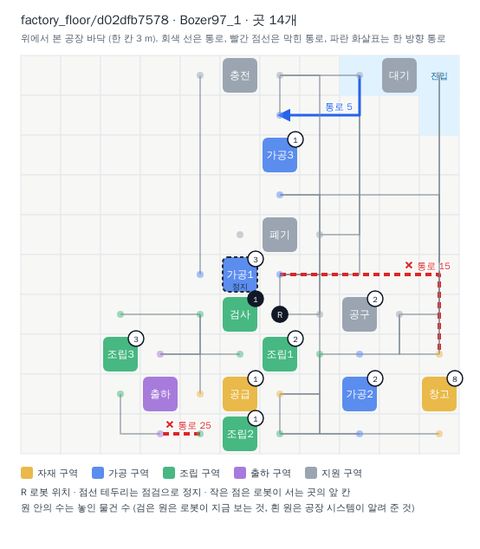 factory_floor/d02dfb7578 · Bozer97_1 · 곳 14개
위에서 본 공장 바닥 (한 칸 3 m). 회색 선은 통로, 빨간 점선은 막힌 통로, 파란 화살표는 한 방향 통로
충전
대기
전립
통로 5
1
가공3
폐기
3
가공1
정지
✕ 통로 15
1
검사
R
2
공구
3
조립3
2
조립1
출하
1
공급
2
가공2
8
창고
✕ 통로 25
1
조립2
자재 구역
가공 구역
조립 구역
출하 구역
지원 구역
R 로봇 위치 · 점선 테두리는 점검으로 정지 · 작은 점은 로봇이 서는 곳의 앞 칸
원 안의 수는 놓인 물건 수 (검은 원은 로봇이 지금 보는 것, 흰 원은 공장 시스템이 알려 준 것)